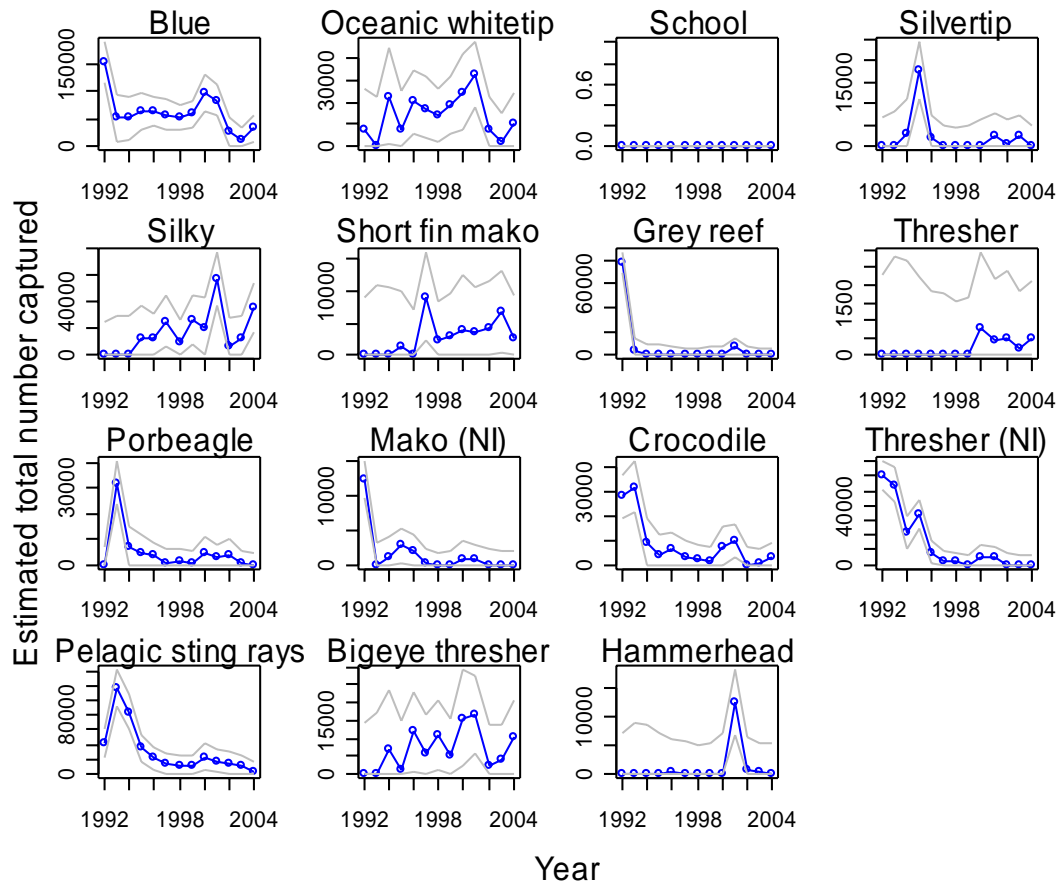 Estimated total number captured
Blue Oceanic whitetip School Silvertip
150000 30000 0.6 15000
0 0 0.0 0
1992 1998 2004 1992 1998 2004 1992 1998 2004 1992 1998 2004
Silky Short fin mako Grey reef Thresher
40000 10000 60000 1500
0 0 0 0
1992 1998 2004 1992 1998 2004 1992 1998 2004 1992 1998 2004
Porbeagle Mako (NI) Crocodile Thresher (NI)
30000 10000 30000 40000
0 0 0 0
1992 1998 2004 1992 1998 2004 1992 1998 2004 1992 1998 2004
Pelagic sting rays Bigeye thresher Hammerhead
80000 15000 10000
0 0 0
1992 1998 2004 1992 1998 2004 1992 1998 2004
Year